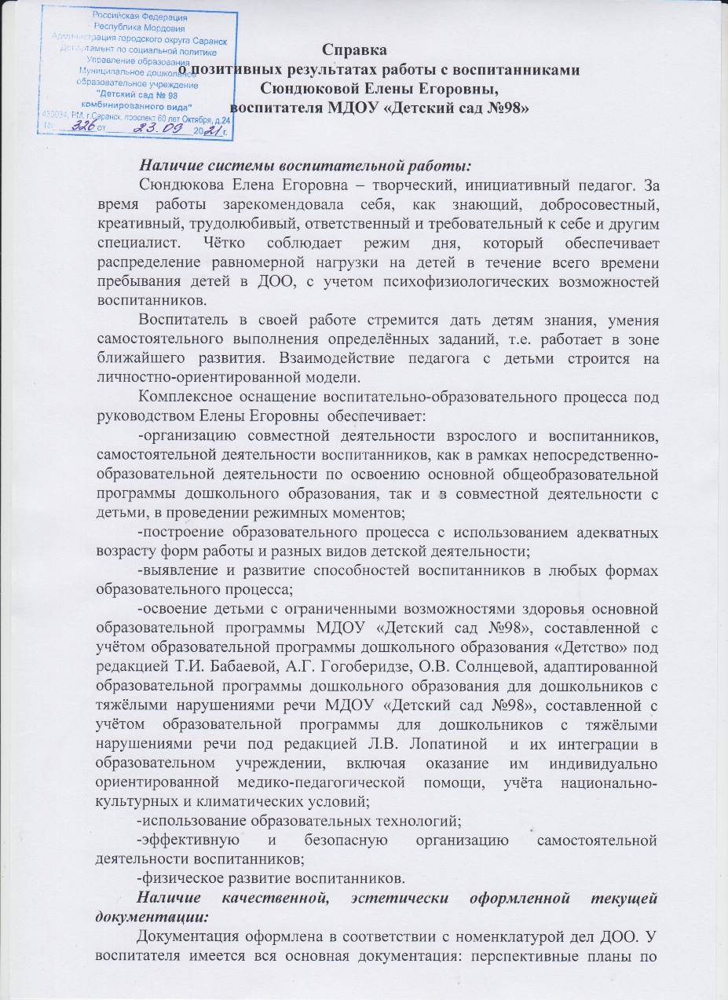 Российская Федерация
Республика Мордовия
Администрация городского округа Саранск
Департамент по социальной политике
Управление образования
Муниципальное дошкольное
образовательное учреждение
"Детский сад № 98
комбинированного вида"
430034, РМ, г.Саранск, проспект 60 лет Октября, д.24
№ 326 от 23.09 2021 г.
Справка
о позитивных результатах работы с воспитанниками
Сюндюковой Елены Егоровны,
воспитателя МДОУ «Детский сад №98»
Наличие системы воспитательной работы:
Сюндюкова Елена Егоровна – творческий, инициативный педагог. За
время работы зарекомендовала себя, как знающий, добросовестный,
креативный, трудолюбивый, ответственный и требовательный к себе и другим
специалист. Чётко соблюдает режим дня, который обеспечивает
распределение равномерной нагрузки на детей в течение всего времени
пребывания детей в ДОО, с учетом психофизиологических возможностей
воспитанников.
Воспитатель в своей работе стремится дать детям знания, умения
самостоятельного выполнения определённых заданий, т.е. работает в зоне
ближайшего развития. Взаимодействие педагога с детьми строится на
личностно-ориентированной модели.
Комплексное оснащение воспитательно-образовательного процесса под
руководством Елены Егоровны обеспечивает:
-организацию совместной деятельности взрослого и воспитанников,
самостоятельной деятельности воспитанников, как в рамках непосредственно-
образовательной деятельности по освоению основной общеобразовательной
программы дошкольного образования, так и в совместной деятельности с
детьми, в проведении режимных моментов;
-построение образовательного процесса с использованием адекватных
возрасту форм работы и разных видов детской деятельности;
-выявление и развитие способностей воспитанников в любых формах
образовательного процесса;
-освоение детьми с ограниченными возможностями здоровья основной
образовательной программы МДОУ «Детский сад №98», составленной с
учётом образовательной программы дошкольного образования «Детство» под
редакцией Т.И. Бабаевой, А.Г. Гогоберидзе, О.В. Солнцевой, адаптированной
образовательной программы дошкольного образования для дошкольников с
тяжёлыми нарушениями речи МДОУ «Детский сад №98», составленной с
учётом образовательной программы для дошкольников с тяжёлыми
нарушениями речи под редакцией Л.В. Лопатиной и их интеграции в
образовательном учреждении, включая оказание им индивидуально
ориентированной медико-педагогической помощи, учёта национально-
культурных и климатических условий;
-использование образовательных технологий;
-эффективную и безопасную организацию самостоятельной
деятельности воспитанников;
-физическое развитие воспитанников.
Наличие качественной, эстетически оформленной текущей
документации:
Документация оформлена в соответствии с номенклатурой дел ДОО. У
воспитателя имеется вся основная документация: перспективные планы по